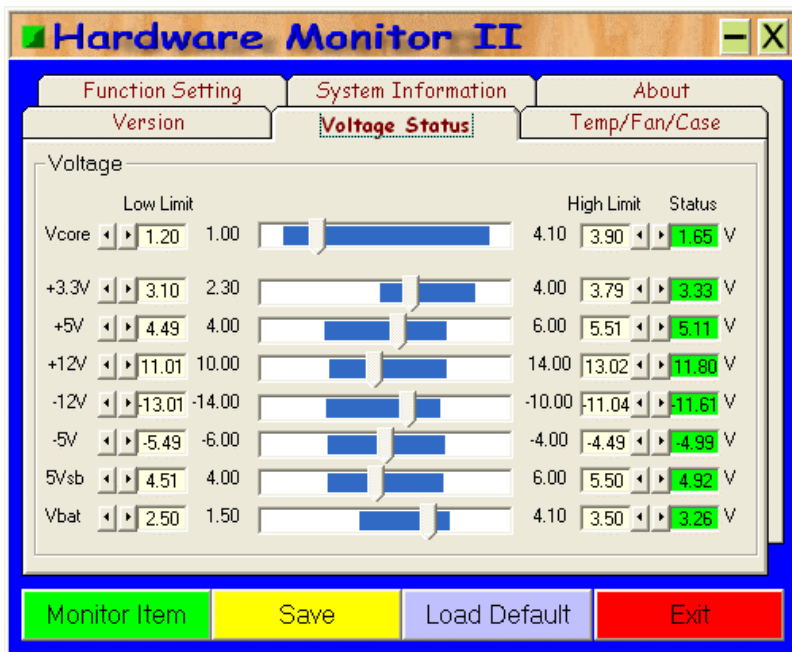 Hardware Monitor II
Function Setting System Information About
Version Voltage Status Temp/Fan/Case
Voltage
Low Limit High Limit Status
Vcore 1.20 1.00 4.10 3.90 1.65 V
+3.3V 3.10 2.30 4.00 3.79 3.33 V
+5V 4.49 4.00 6.00 5.51 5.11 V
+12V 11.01 10.00 14.00 13.02 11.80 V
-12V -13.01 -14.00 -10.00 -11.04 -11.61 V
-5V -5.49 -6.00 -4.00 -4.49 -4.99 V
5Vsb 4.51 4.00 6.00 5.50 4.92 V
Vbat 2.50 1.50 4.10 3.50 3.26 V
Monitor Item Save Load Default Exit